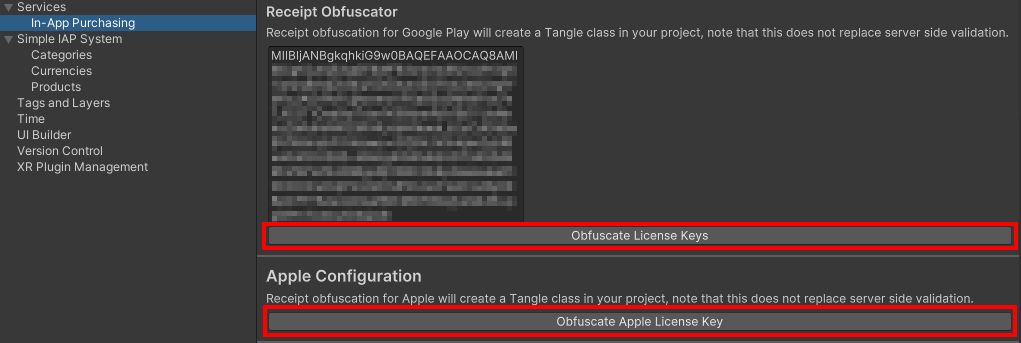 Services
In-App Purchasing
Simple IAP System
Categories
Currencies
Products
Tags and Layers
Time
UI Builder
Version Control
XR Plugin Management
Receipt Obfuscator
Receipt obfuscation for Google Play will create a Tangle class in your project, note that this does not replace server side validation.
MIIBIjANBgkqhkiG9w0BAQEFAAOCAQ8AMI
Obfuscate License Keys
Apple Configuration
Receipt obfuscation for Apple will create a Tangle class in your project, note that this does not replace server side validation.
Obfuscate Apple License Key